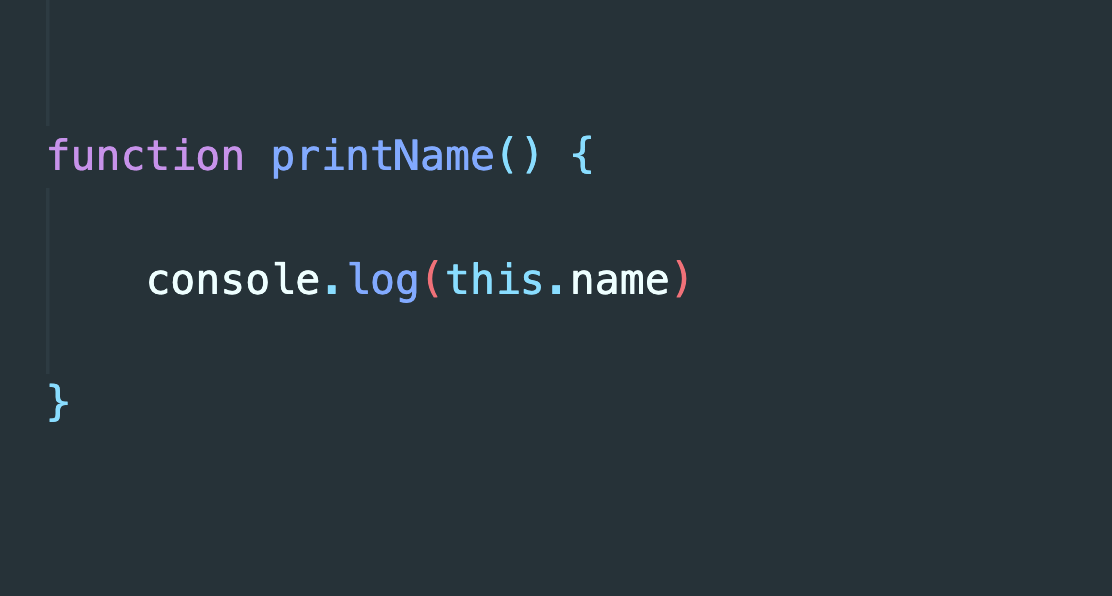 function printName() {
    console.log(this.name)
}